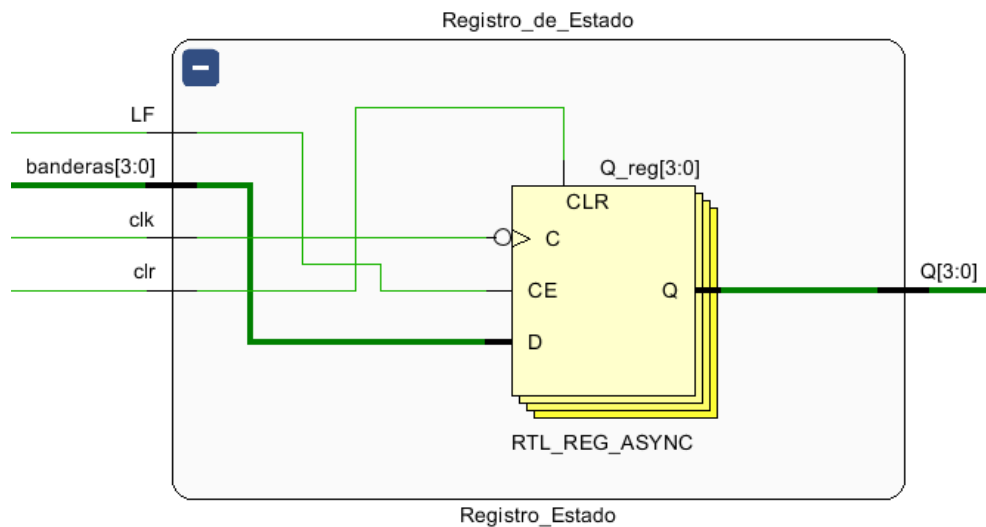 Registro_de_Estado
LF
banderas[3:0]
Q_reg[3:0]
CLR
clk
C
clr
CE
Q
Q[3:0]
D
RTL_REG_ASYNC
Registro_Estado